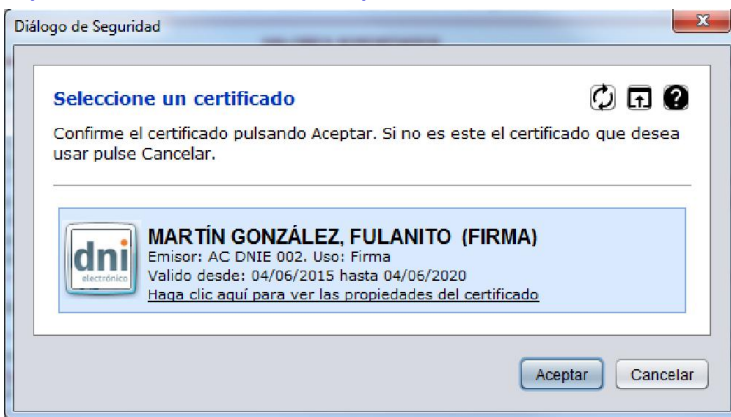 Diálogo de Seguridad
x
Seleccione un certificado
?
Confirme el certificado pulsando Aceptar. Si no es este el certificado que desea
usar pulse Cancelar.
dni
electrónico
MARTÍN GONZÁLEZ, FULANITO (FIRMA)
Emisor: AC DNIE 002. Uso: Firma
Valido desde: 04/06/2015 hasta 04/06/2020
Haga clic aquí para ver las propiedades del certificado
Aceptar
Cancelar